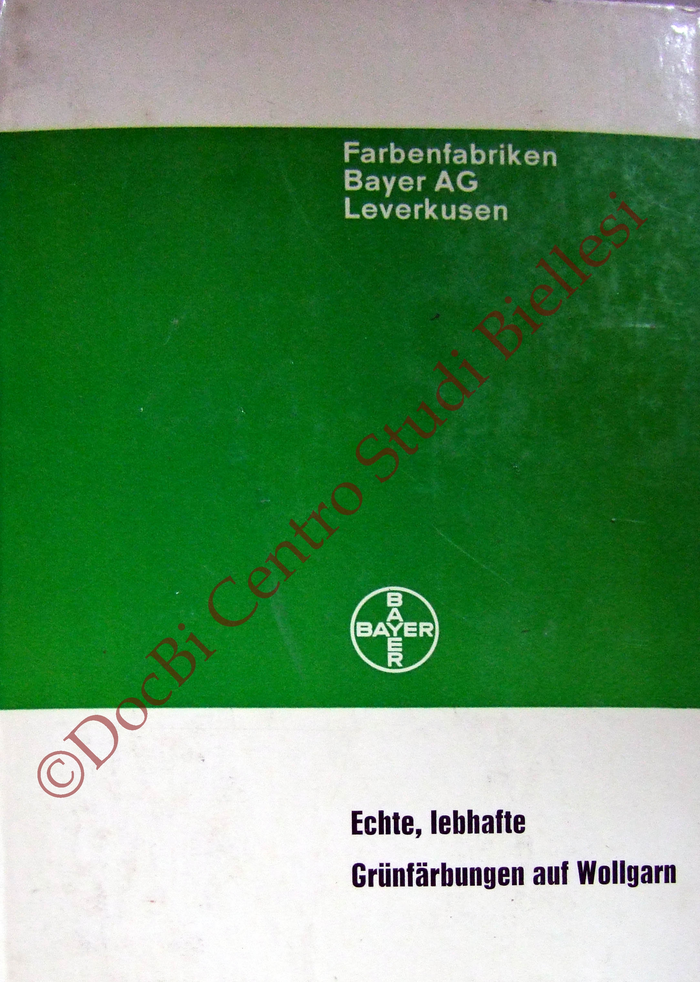 Farbenfabriken
Bayer AG
Leverkusen
©DocBi Centro Studi Biellesi
BAYER
BAYER
Echte, lebhafte
Grünfärbungen auf Wollgarn